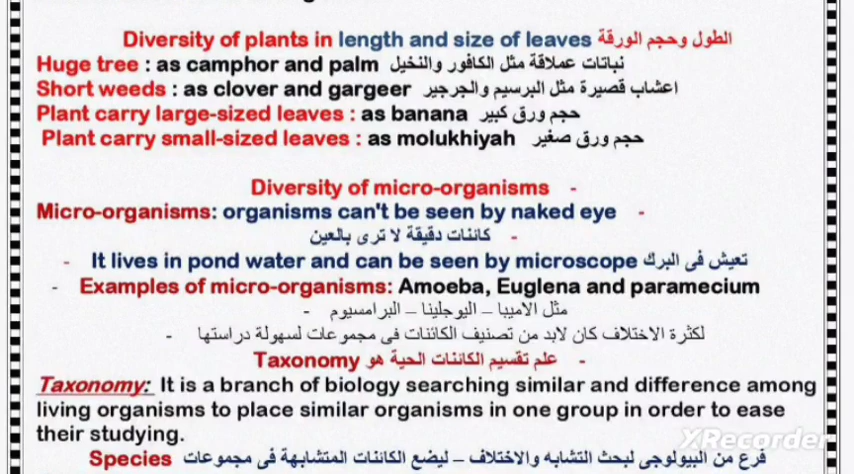 Diversity of plants in length and size of leaves الطول وحجم الورقة
Huge tree : as camphor and palm نباتات عملاقة مثل الكافور والنخيل
Short weeds : as clover and gargeer اعشاب قصيرة مثل البرسيم والجرجير
Plant carry large-sized leaves : as banana حجم ورق كبير
Plant carry small-sized leaves : as molukhiyah حجم ورق صغير
Diversity of micro-organisms -
Micro-organisms: organisms can't be seen by naked eye -
كائنات دقيقة لا ترى بالعين -
- It lives in pond water and can be seen by microscope تعيش فى البرك
- Examples of micro-organisms: Amoeba, Euglena and paramecium
مثل الاميبا – اليوجلينا – البرامسيوم -
لكثرة الاختلاف كان لابد من تصنيف الكائنات فى مجموعات لسهولة دراستها -
Taxonomy علم تقسيم الكائنات الحية هو -
Taxonomy: It is a branch of biology searching similar and difference among
living organisms to place similar organisms in one group in order to ease
their studying.
XRecorder
Species فرع من البيولوجى لبحث التشابه والاختلاف – ليضع الكائنات المتشابهة فى مجموعات